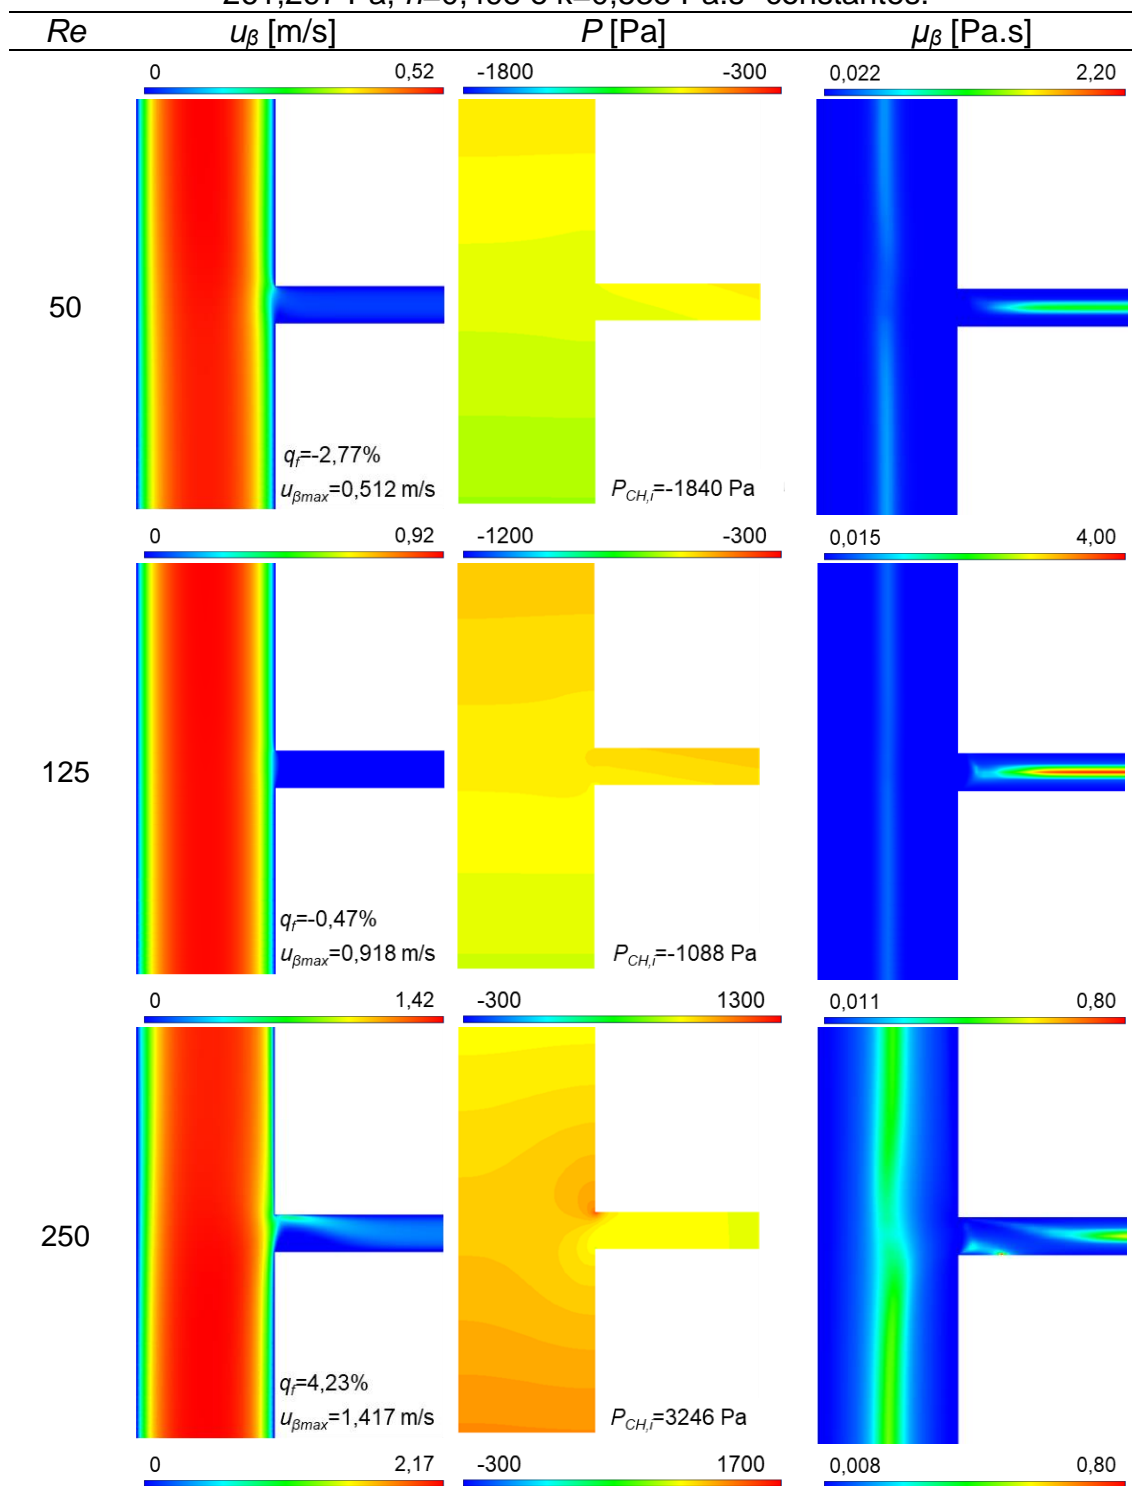 Re u𝛽 [m/s] P [Pa] μ𝛽 [Pa.s]
0 0,52 -1800 -300 0,022 2,20
50
qf=-2,77%
uβmax=0,512 m/s PCH,i=-1840 Pa
0 0,92 -1200 -300 0,015 4,00
125
qf=-0,47%
uβmax=0,918 m/s PCH,i=-1088 Pa
0 1,42 -300 1300 0,011 0,80
250
qf=4,23%
uβmax=1,417 m/s PCH,i=3246 Pa
0 2,17 -300 1700 0,008 0,80